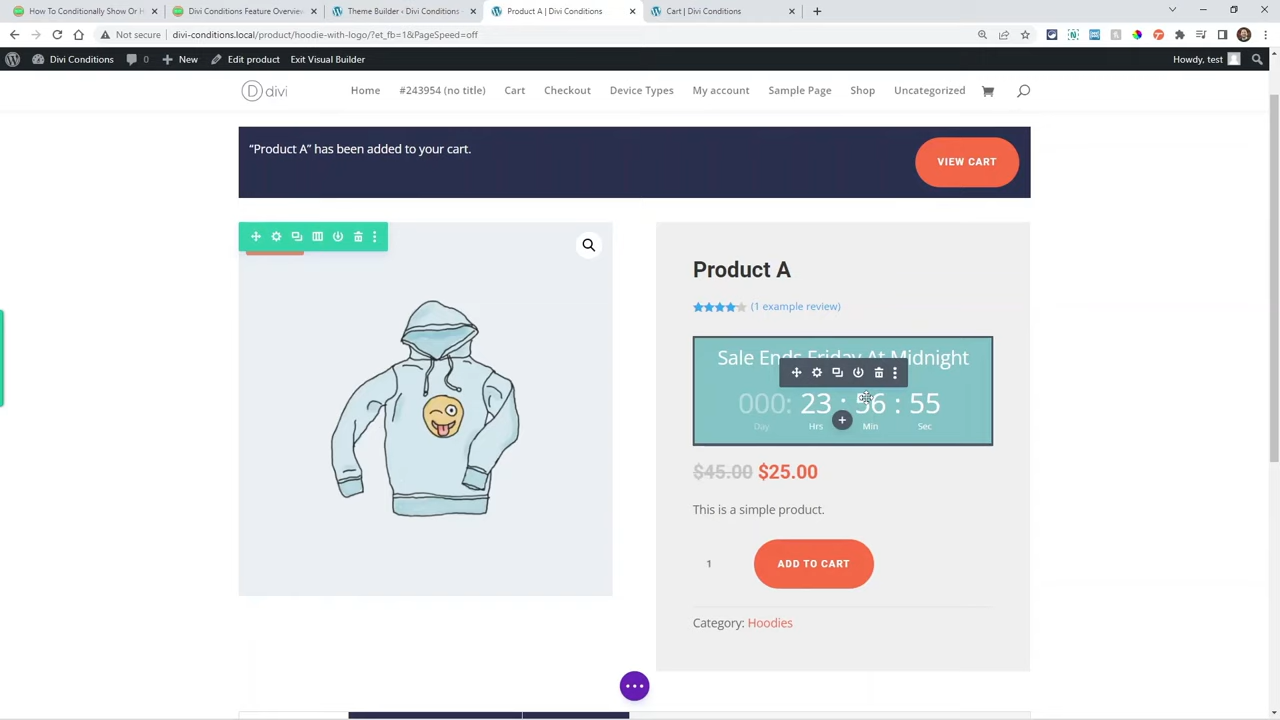 How To Conditionally Show Or H
Divi Conditions Feature Overview
Theme Builder ‹ Divi Conditions
Product A | Divi Conditions
Cart | Divi Conditions
Not secure | divi-conditions.local/product/hoodie-with-logo/?et_fb=1&PageSpeed=off
Divi Conditions 0 New Edit product Exit Visual Builder Howdy, test
divi Home #243954 (no title) Cart Checkout Device Types My account Sample Page Shop Uncategorized
“Product A” has been added to your cart.
VIEW CART
Product A
(1 example review)
Sale Ends Friday At Midnight
000: 23 : 36 : 55
Day Hrs Min Sec
$45.00 $25.00
This is a simple product.
1 ADD TO CART
Category: Hoodies